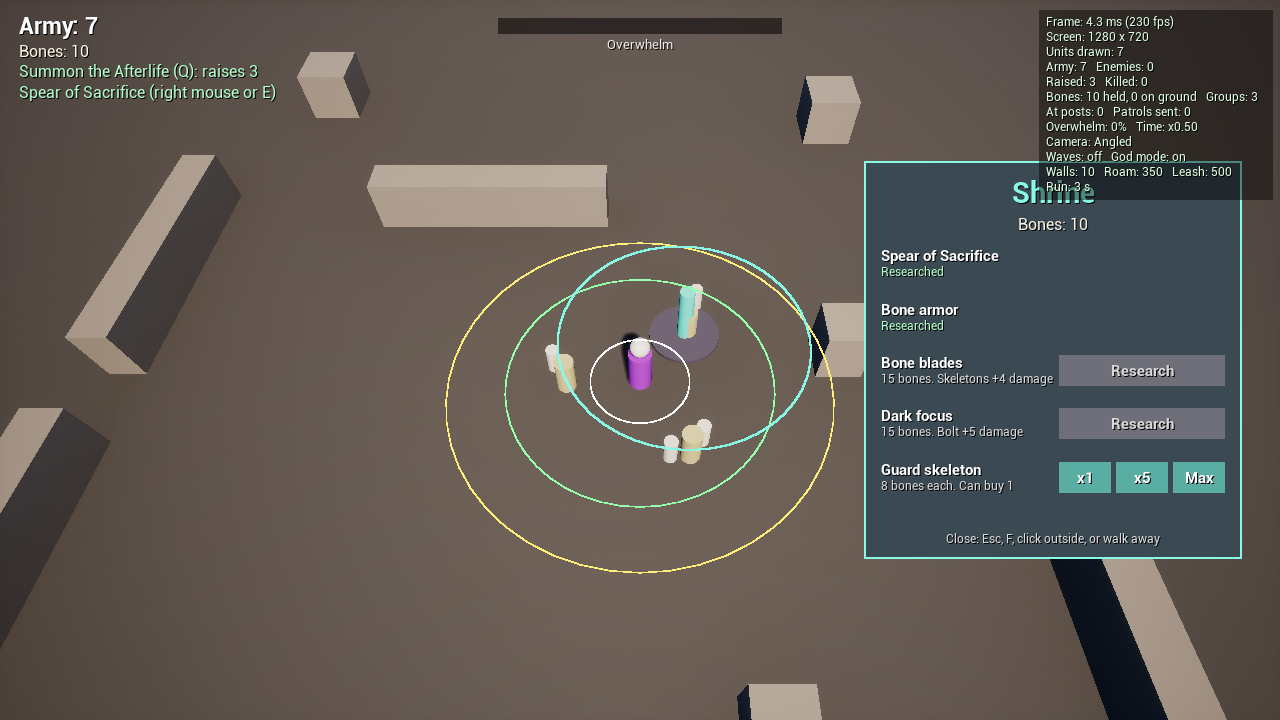 Army: 7
Bones: 10
Summon the Afterlife (Q): raises 3
Spear of Sacrifice (right mouse or E)
Overwhelm
Frame: 4.3 ms (230 fps)
Screen: 1280 x 720
Units drawn: 7
Army: 7 Enemies: 0
Raised: 3 Killed: 0
Bones: 10 held, 0 on ground Groups: 3
At posts: 0 Patrols sent: 0
Overwhelm: 0% Time: x0.50
Camera: Angled
Waves: off God mode: on
Walls: 10 Roam: 350 Leash: 500
Run: 3 s
Shrine
Bones: 10
Spear of Sacrifice
Researched
Bone armor
Researched
Bone blades
15 bones. Skeletons +4 damage
Research
Dark focus
15 bones. Bolt +5 damage
Research
Guard skeleton
8 bones each. Can buy 1
x1 x5 Max
Close: Esc, F, click outside, or walk away